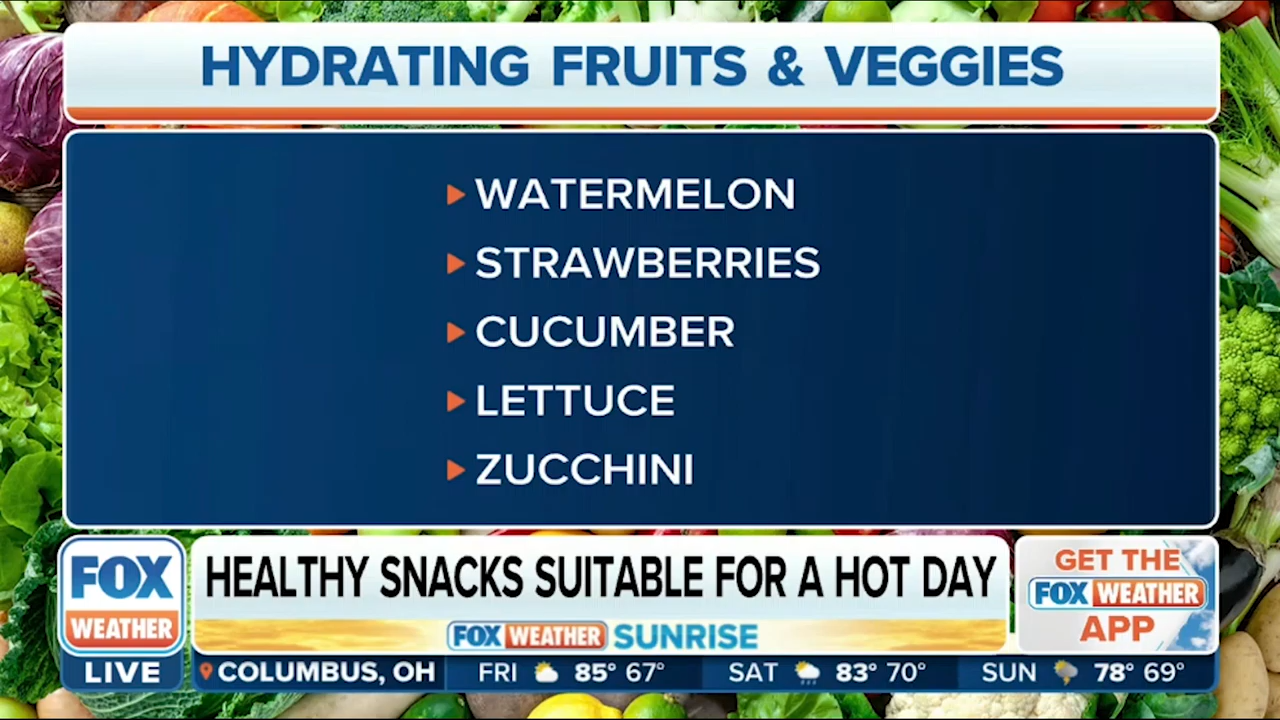 HYDRATING FRUITS & VEGGIES
WATERMELON
STRAWBERRIES
CUCUMBER
LETTUCE
ZUCCHINI
FOX
WEATHER
LIVE
HEALTHY SNACKS SUITABLE FOR A HOT DAY
FOX WEATHER SUNRISE
GET THE
FOX WEATHER
APP
COLUMBUS, OH FRI 85° 67° SAT 83° 70° SUN 78° 69°